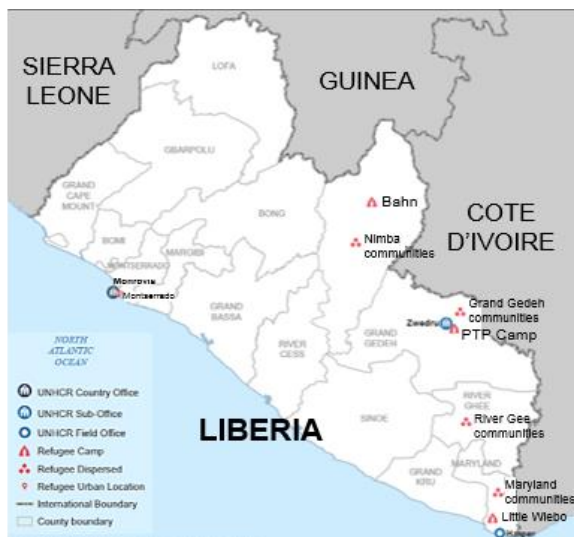 SIERRA
LEONE
GUINEA
LOFA
GBARPOLU
GRAND
CAPE
MOUNT
BONG
Bahn
COTE
D'IVOIRE
BOMI
Nimba
communities
MONTSERRADO
MARGIBI
Monrovia
Montserrado
GRAND
BASSA
Grand Gedeh
communities
Zwedru
PTP Camp
GRAND
GEDEH
NORTH
ATLANTIC
OCEAN
RIVER
CESS
UNHCR Country Office
UNHCR Sub-Office
UNHCR Field Office
Refugee Camp
Refugee Dispersed
Refugee Urban Location
International Boundary
County boundary
SINOE
RIVER
GHEE
River Gee
communities
LIBERIA
MARYLAND
GRAND
KRU
Maryland
communities
Little Wlebo
Harper